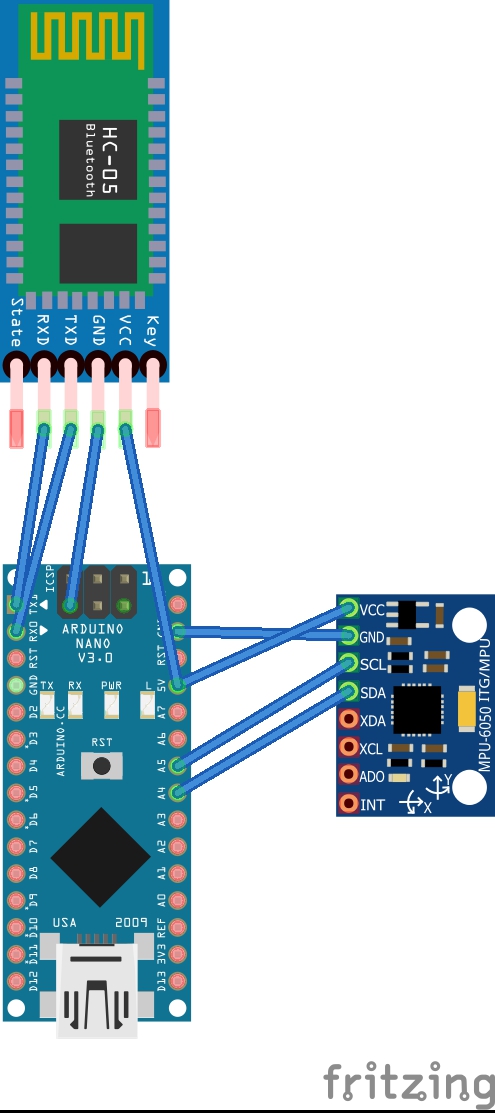 HC-05
Bluetooth
State
RXD
TXD
GND
VCC
Key
ICSP
1
TX1
RX0
RST
GND
D2
D3
D4
D5
D6
D7
D8
D9
D10
D11
D12
ARDUINO
NANO
V3.0
TX
RX
PWR
L
ARDUINO.CC
RST
USA
2009
RST
5V
A7
A6
A5
A4
A3
A2
A1
A0
REF
3V3
D13
VCC
GND
SCL
SDA
XDA
XCL
ADO
INT
MPU-6050
ITG/MPU
Y
X
fritzing